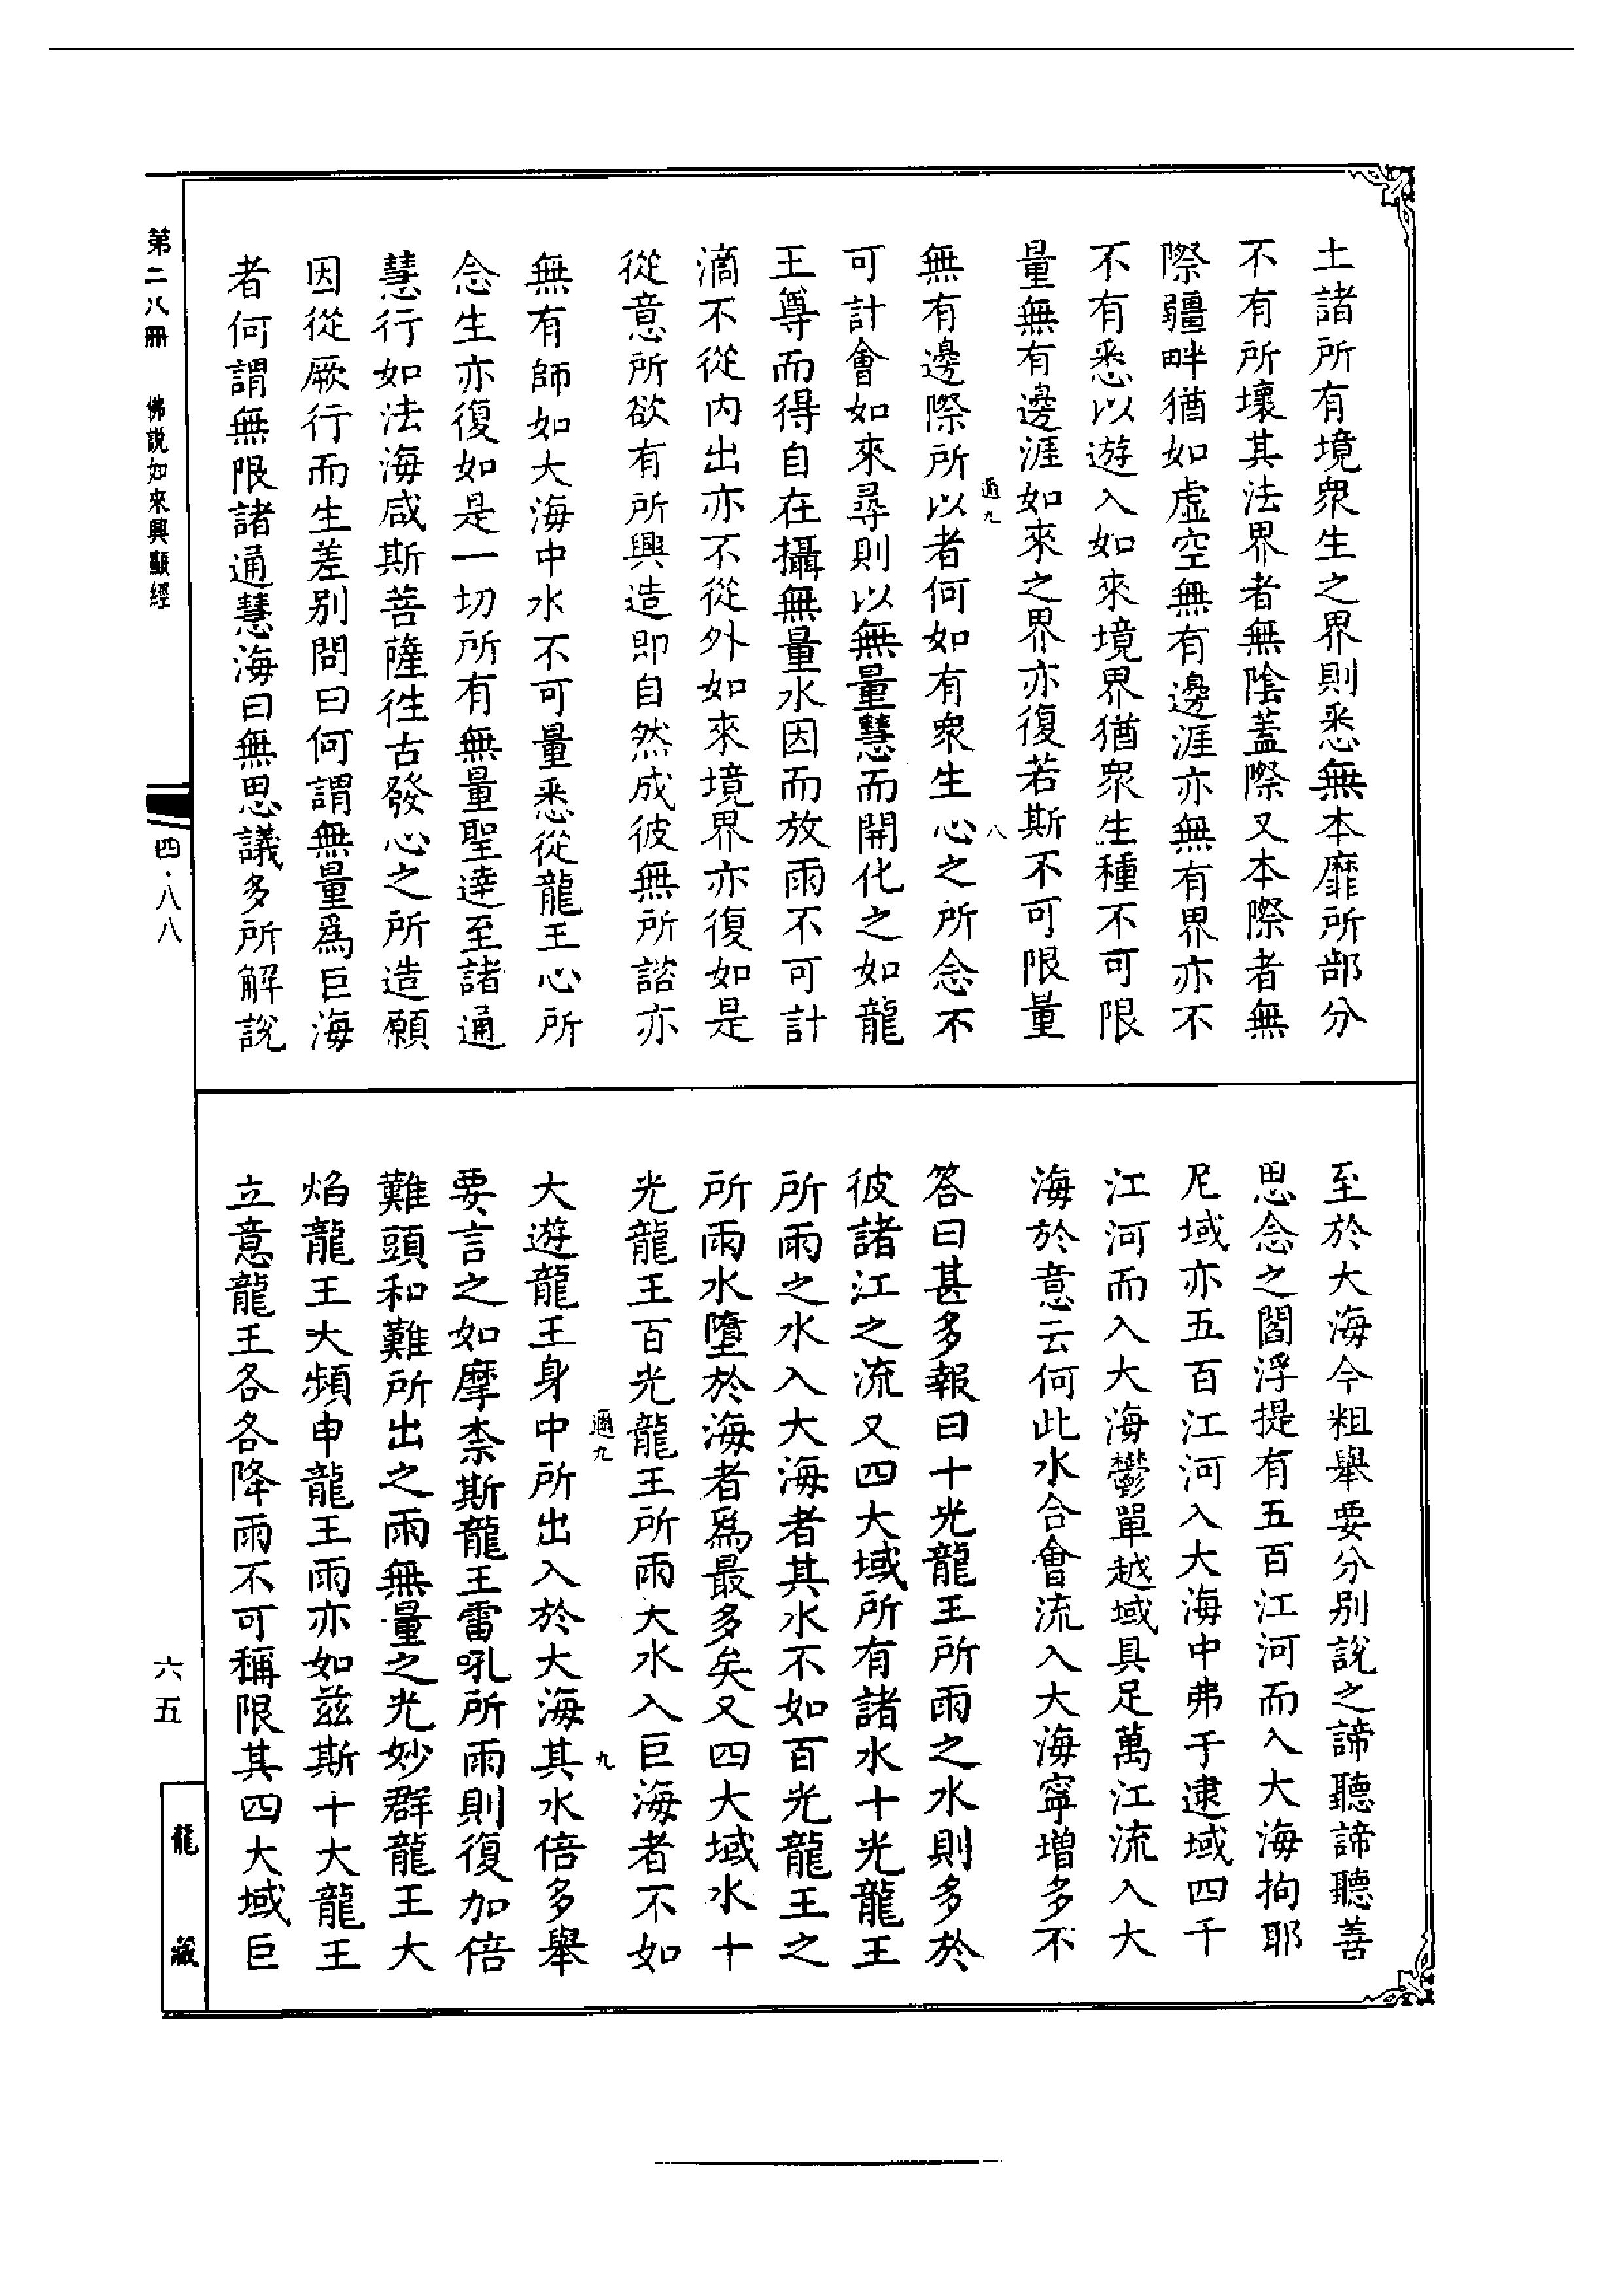 土諸所有境衆生之界則悉無本靡所部分
不有所壞其法界者無陰蓋際又本際者無
際疆畔猶如虛空無有邊涯亦無有界亦不
不有悉以遊入如來境界猶衆生種不可限
量無有邊涯如來之界亦復若斯不可限量
邇九
八
無有邊際所以者何如有衆生心之所念不
可計會如來尋則以無量慧而開化之如龍
王尊而得自在攝無量水因而放雨不可計
滴不從內出亦不從外如來境界亦復如是
從意所欲有所興造即自然成彼無所諮亦
無有師如大海中水不可量悉從龍王心所
念生亦復如是一切所有無量聖達至諸通
慧行如法海咸斯菩薩往古發心之所造願
因從厥行而生差別問曰何謂無量爲巨海
者何謂無限諸通慧海曰無思議多所解說
至於大海今粗舉要分別說之諦聽諦聽善
思念之閻浮提有五百江河而入大海拘耶
尼域亦五百江河入大海中弗于逮域四千
江河而入大海鬱單越域具足萬江流入大
海於意云何此水合會流入大海寧增多不
答曰甚多報曰十光龍王所雨之水則多於
彼諸江之流又四大域所有諸水十光龍王
所雨之水入大海者其水不如百光龍王之
所雨水墮於海者爲最多矣又四大域水十
光龍王百光龍王所雨大水入巨海者不如
邇九
九
大遊龍王身中所出入於大海其水倍多舉
要言之如摩柰斯龍王雷吼所雨則復加倍
難頭和難所出之雨無量之光妙群龍王大
焰龍王大頻申龍王雨亦如茲斯十大龍王
立意龍王各各降雨不可稱限其四大域巨
第二八冊 佛說如來興顯經
四·八八
六五
龍藏